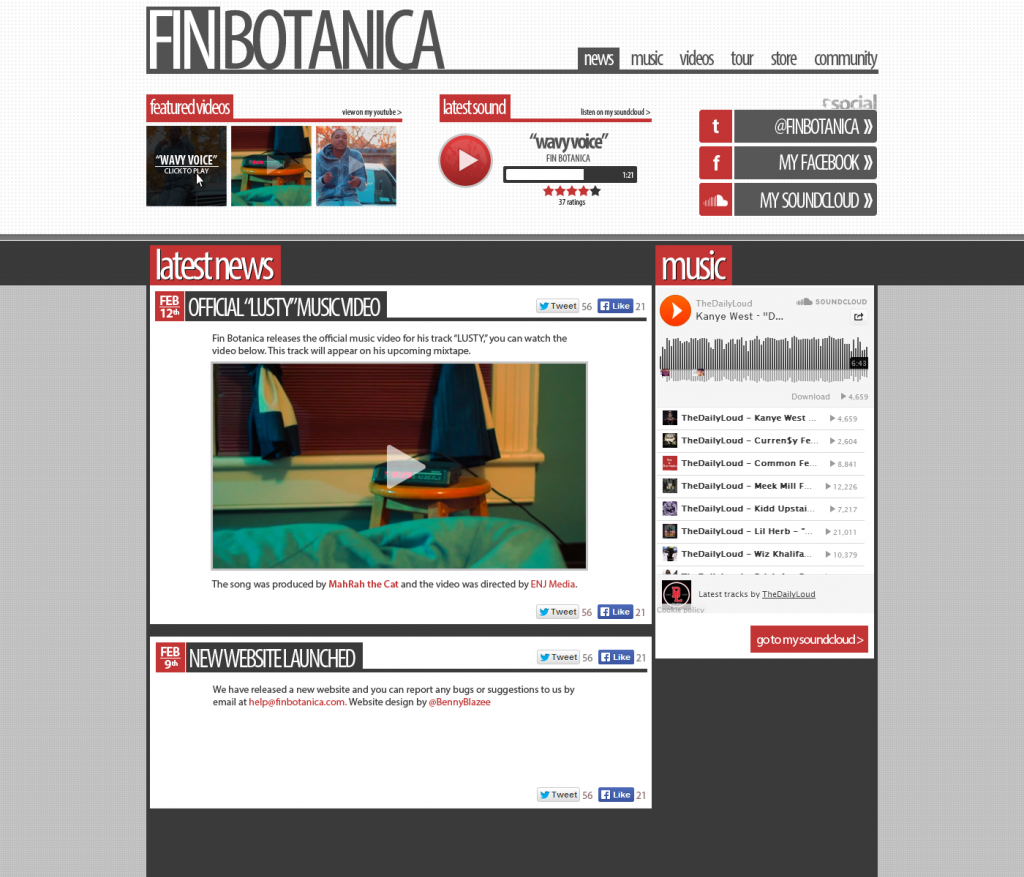 FINBOTANICA
news music videos tour store community
featured videos
view on my youtube >
"WAVY VOICE"
CLICK TO PLAY
latest sound
listen on my soundcloud >
"wavy voice"
FIN BOTANICA
1:21
37 ratings
social
t @FINBOTANICA »
f MY FACEBOOK »
MY SOUNDCLOUD »
latest news
FEB
12th
OFFICIAL "LUSTY" MUSIC VIDEO
Tweet 56 Like 21
Fin Botanica releases the official music video for his track "LUSTY," you can watch the
video below. This track will appear on his upcoming mixtape.
The song was produced by MahRah the Cat and the video was directed by ENJ Media.
Tweet 56 Like 21
FEB
9th
NEW WEBSITE LAUNCHED
Tweet 56 Like 21
We have released a new website and you can report any bugs or suggestions to us by
email at help@finbotanica.com. Website design by @BennyBlazee
Tweet 56 Like 21
music
TheDailyLoud
SOUNDCLOUD
Kanye West - "D...
6:43
Download 4,659
TheDailyLoud - Kanye West ... 4,659
TheDailyLoud - Curren$y Fe... 2,604
TheDailyLoud - Common Fe... 8,841
TheDailyLoud - Meek Mill F... 12,226
TheDailyLoud - Kidd Upstai... 7,217
TheDailyLoud - Lil Herb - "... 21,011
TheDailyLoud - Wiz Khalifa... 10,379
Latest tracks by TheDailyLoud
Cookie policy
go to my soundcloud >